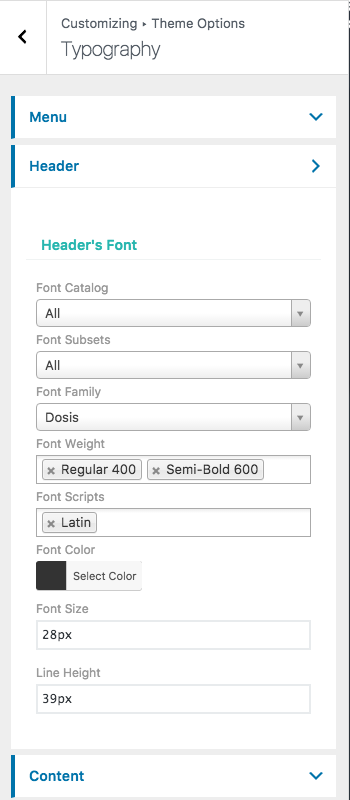 Customizing ▸ Theme Options
Typography
Menu
Header
Header's Font
Font Catalog
All
Font Subsets
All
Font Family
Dosis
Font Weight
× Regular 400 × Semi-Bold 600
Font Scripts
× Latin
Font Color
Select Color
Font Size
28px
Line Height
39px
Content